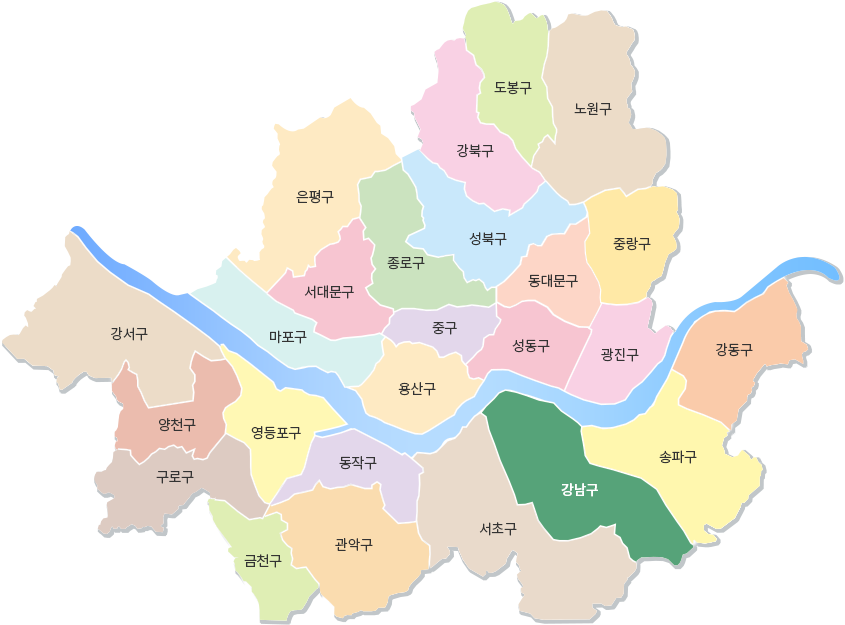 도봉구
노원구
강북구
은평구
성북구
중랑구
종로구
동대문구
서대문구
중구
강서구
마포구
성동구
광진구
강동구
용산구
양천구
영등포구
동작구
송파구
구로구
강남구
서초구
관악구
금천구